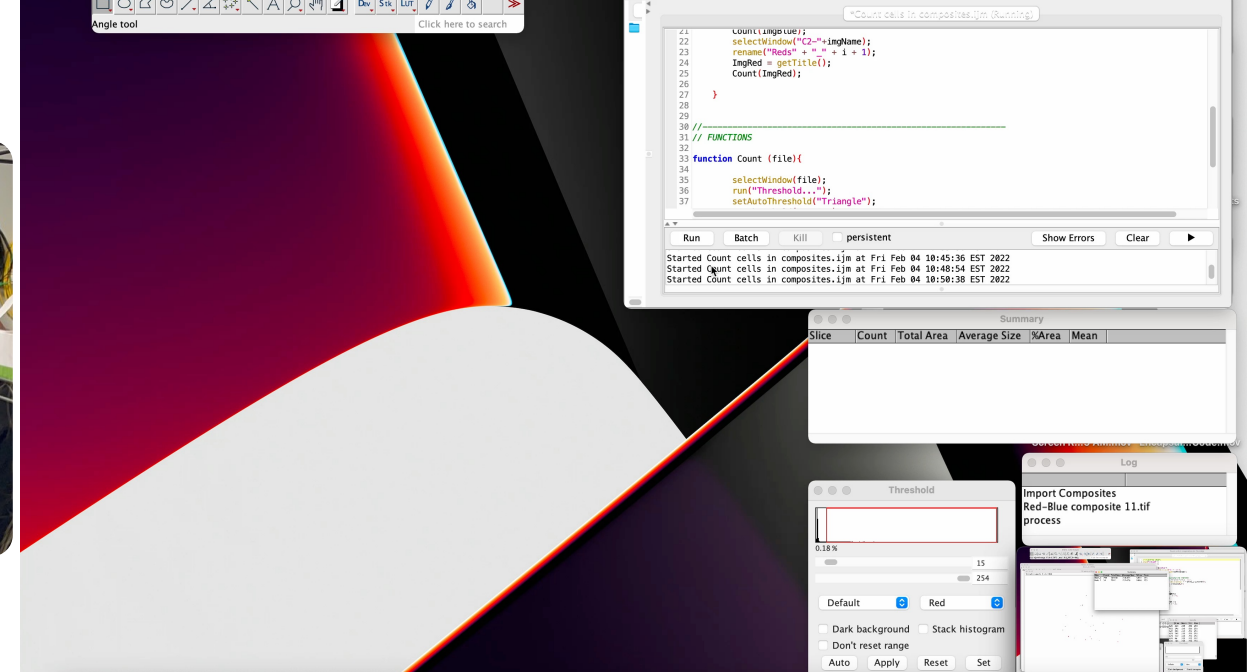 Dev Stk LUT
Angle tool
Click here to search
*Count cells in composites.ijm (Running)
21 Count(imgBlue);
22 selectWindow("C2-"+imgName);
23 rename("Reds" + "_" + i + 1);
24 ImgRed = getTitle();
25 Count(ImgRed);
26
27 }
28
29
30 //------------------------------------------------------------
31 // FUNCTIONS
32
33 function Count (file){
34
35 selectWindow(file);
36 run("Threshold...");
37 setAutoThreshold("Triangle");
Run Batch Kill persistent Show Errors Clear
Started Count cells in composites.ijm at Fri Feb 04 10:45:36 EST 2022
Started Count cells in composites.ijm at Fri Feb 04 10:48:54 EST 2022
Started Count cells in composites.ijm at Fri Feb 04 10:50:38 EST 2022
Summary
Slice Count Total Area Average Size %Area Mean
Log
Import Composites
Red-Blue composite 11.tif
process
Threshold
0.18 %
15
254
Default Red
Dark background Stack histogram
Don't reset range
Auto Apply Reset Set